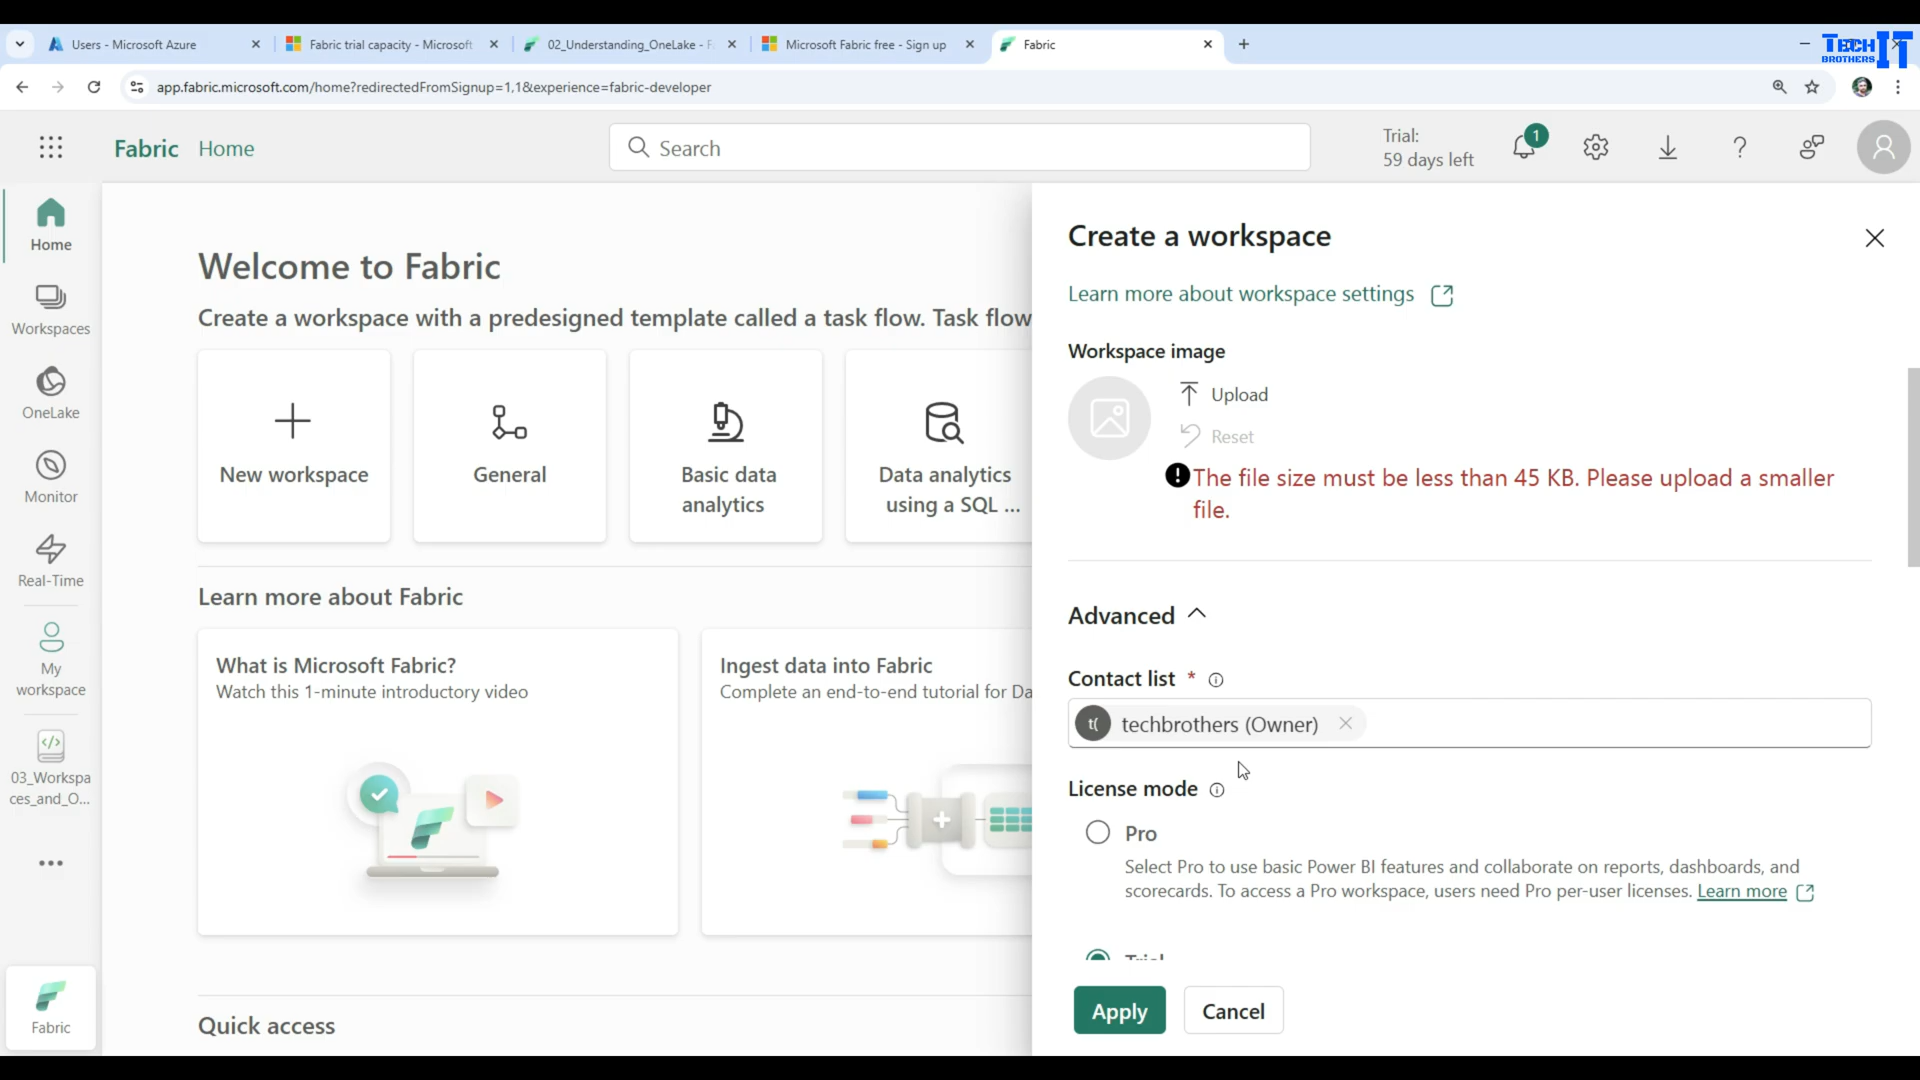 Users - Microsoft Azure
Fabric trial capacity - Microsoft
02_Understanding_OneLake - F
Microsoft Fabric free - Sign up
Fabric
TECH IT
BROTHERS
app.fabric.microsoft.com/home?redirectedFromSignup=1,1&experience=fabric-developer
Fabric Home
Search
Trial:
59 days left
1
Home
Workspaces
OneLake
Monitor
Real-Time
My
workspace
03_Workspa
ces_and_O...
Fabric
Welcome to Fabric
Create a workspace with a predesigned template called a task flow. Task flow
New workspace
General
Basic data
analytics
Data analytics
using a SQL ...
Learn more about Fabric
What is Microsoft Fabric?
Watch this 1-minute introductory video
Ingest data into Fabric
Complete an end-to-end tutorial for Da
Quick access
Create a workspace
Learn more about workspace settings
Workspace image
Upload
Reset
The file size must be less than 45 KB. Please upload a smaller
file.
Advanced
Contact list *
t( techbrothers (Owner)
License mode
Pro
Select Pro to use basic Power BI features and collaborate on reports, dashboards, and
scorecards. To access a Pro workspace, users need Pro per-user licenses. Learn more
Trial
Apply
Cancel